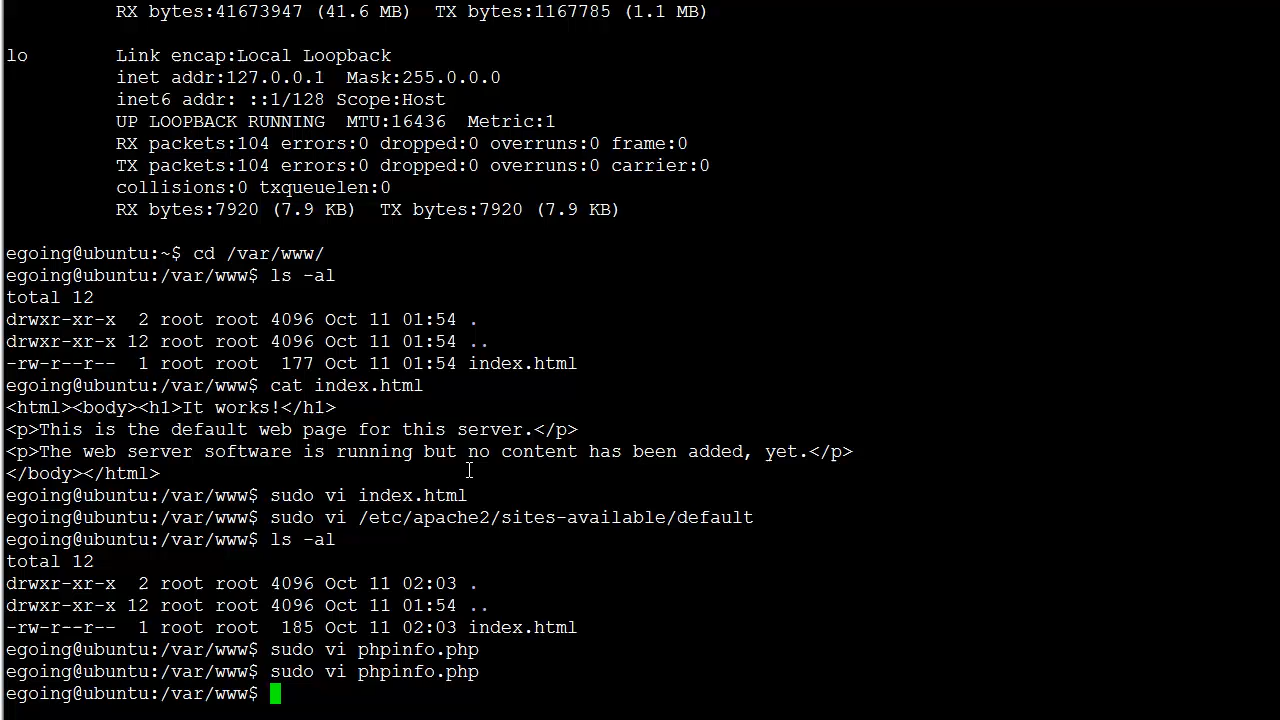 RX bytes:41673947 (41.6 MB)  TX bytes:1167785 (1.1 MB)
lo        Link encap:Local Loopback
inet addr:127.0.0.1  Mask:255.0.0.0
inet6 addr: ::1/128 Scope:Host
UP LOOPBACK RUNNING  MTU:16436  Metric:1
RX packets:104 errors:0 dropped:0 overruns:0 frame:0
TX packets:104 errors:0 dropped:0 overruns:0 carrier:0
collisions:0 txqueuelen:0
RX bytes:7920 (7.9 KB)  TX bytes:7920 (7.9 KB)
egoing@ubuntu:~$ cd /var/www/
egoing@ubuntu:/var/www$ ls -al
total 12
drwxr-xr-x  2 root root 4096 Oct 11 01:54 .
drwxr-xr-x 12 root root 4096 Oct 11 01:54 ..
-rw-r--r--  1 root root  177 Oct 11 01:54 index.html
egoing@ubuntu:/var/www$ cat index.html
<html><body><h1>It works!</h1>
<p>This is the default web page for this server.</p>
<p>The web server software is running but no content has been added, yet.</p>
</body></html>
egoing@ubuntu:/var/www$ sudo vi index.html
egoing@ubuntu:/var/www$ sudo vi /etc/apache2/sites-available/default
egoing@ubuntu:/var/www$ ls -al
total 12
drwxr-xr-x  2 root root 4096 Oct 11 02:03 .
drwxr-xr-x 12 root root 4096 Oct 11 01:54 ..
-rw-r--r--  1 root root  185 Oct 11 02:03 index.html
egoing@ubuntu:/var/www$ sudo vi phpinfo.php
egoing@ubuntu:/var/www$ sudo vi phpinfo.php
egoing@ubuntu:/var/www$